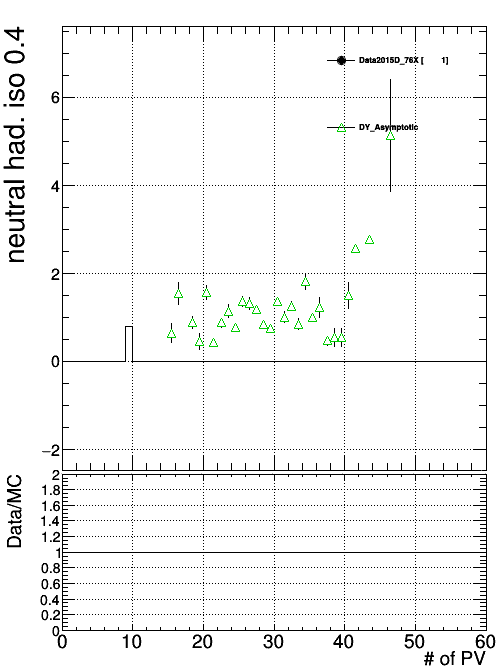 neutral had. iso 0.4
Data2015D_76X [ 1]
DY_Asymptotic
6
4
2
0
−2
Data/MC
2
1.8
1.6
1.4
1.2
1
0.8
0.6
0.4
0.2
0
0 10 20 30 40 50 60
# of PV